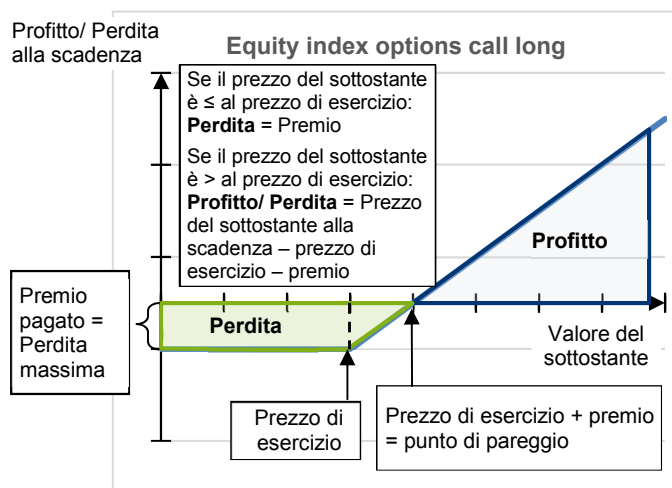 Profitto/ Perdita
alla scadenza
Equity index options call long
Se il prezzo del sottostante
è ≤ al prezzo di esercizio:
Perdita = Premio
Se il prezzo del sottostante
è > al prezzo di esercizio:
Profitto/ Perdita = Prezzo
del sottostante alla
scadenza – prezzo di
esercizio – premio
Profitto
Premio
pagato =
Perdita
massima
Perdita
Valore del
sottostante
Prezzo di
esercizio
Prezzo di esercizio + premio
= punto di pareggio